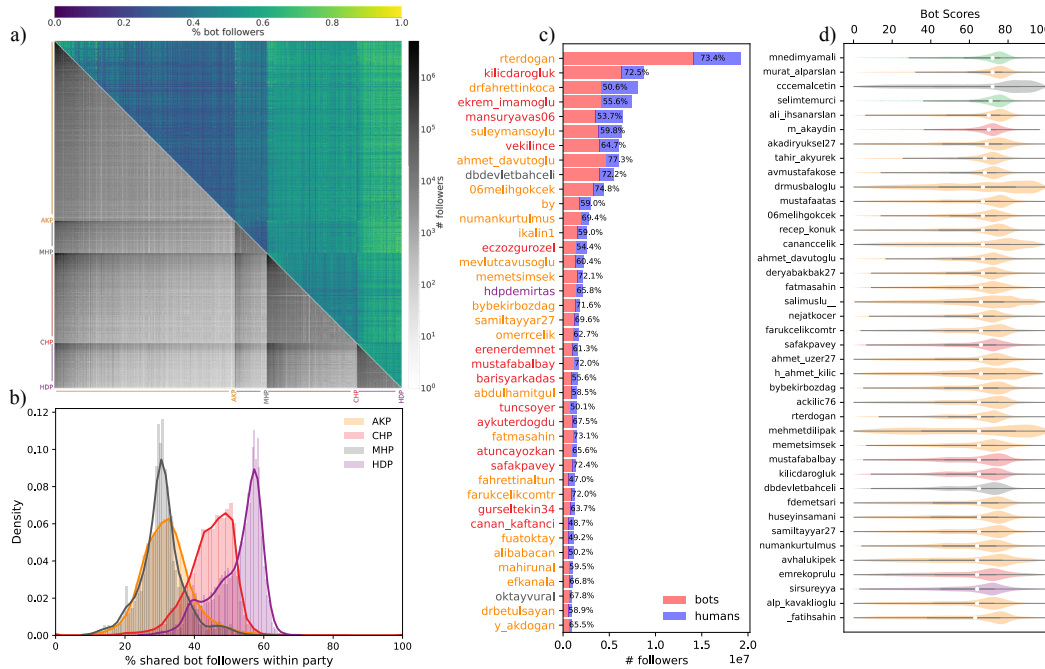 0.0 0.2 0.4 0.6 0.8 1.0
% bot followers
a)
10^6
10^5
10^4
10^3
10^2
10^1
10^0
# followers
AKP
MHP
CHP
HDP
AKP MHP CHP HDP
b)
0.12
0.10
0.08
0.06
0.04
0.02
0.00
Density
AKP
CHP
MHP
HDP
0 20 40 60 80 100
% shared bot followers within party
c)
rterdogan 73.4%
kilicdarogluk 72.5%
drfahrettinkoca 50.6%
ekrem_imamoglu 55.6%
mansuryavas06 53.7%
suleymansoylu 59.8%
vekilince 64.7%
ahmet_davutoglu 77.3%
dbdevletbahceli 72.2%
06melihgokcek 74.8%
by 59.0%
numankurtulmus 69.4%
ikalin1 59.0%
eczozgurozel 54.4%
mevlutcavusoglu 60.4%
memetsimsek 72.1%
hdpdemirtas 65.8%
bybekirbozdag 71.6%
samiltayyar27 69.6%
omerrcelik 62.7%
erenerdemnet 61.3%
mustafabalbay 72.0%
barisyarkadas 55.6%
abdulhamitgul 58.5%
tuncsoyer 50.1%
aykuterdogdu 67.5%
fatmasahin 73.1%
atuncayozkan 65.6%
safakpavey 72.4%
fahrettinaltun 47.0%
farukcelikcomtr 72.0%
gurseltekin34 63.7%
canan_kaftanci 48.7%
fuatoktay 49.2%
alibabacan 50.2%
mahirunal 59.5%
efkanala 66.8%
oktayvural 67.8%
drbetulsayan 58.9%
y_akdogan 65.5%
bots
humans
0.0 0.5 1.0 1.5 2.0
# followers 1e7
d)
Bot Scores
0 20 40 60 80 100
mnedimyamali
murat_alparslan
cccemalcetin
selimtemurci
ali_ihsanarslan
m_akaydin
akadiryuksel27
tahir_akyurek
avmustafakose
drmusbaloglu
mustafaatas
06melihgokcek
recep_konuk
cananccelik
ahmet_davutoglu
deryabakbak27
fatmasahin
salimuslu__
nejatkocer
farukcelikcomtr
safakpavey
ahmet_uzer27
h_ahmet_kilic
bybekirbozdag
ackilic76
rterdogan
mehmetdilipak
memetsimsek
mustafabalbay
kilicdarogluk
dbdevletbahceli
fdemetsari
huseyinsamani
samiltayyar27
numankurtulmus
avhalukipek
emrekoprulu
sirsureyya
alp_kavaklioglu
_fatihsahin